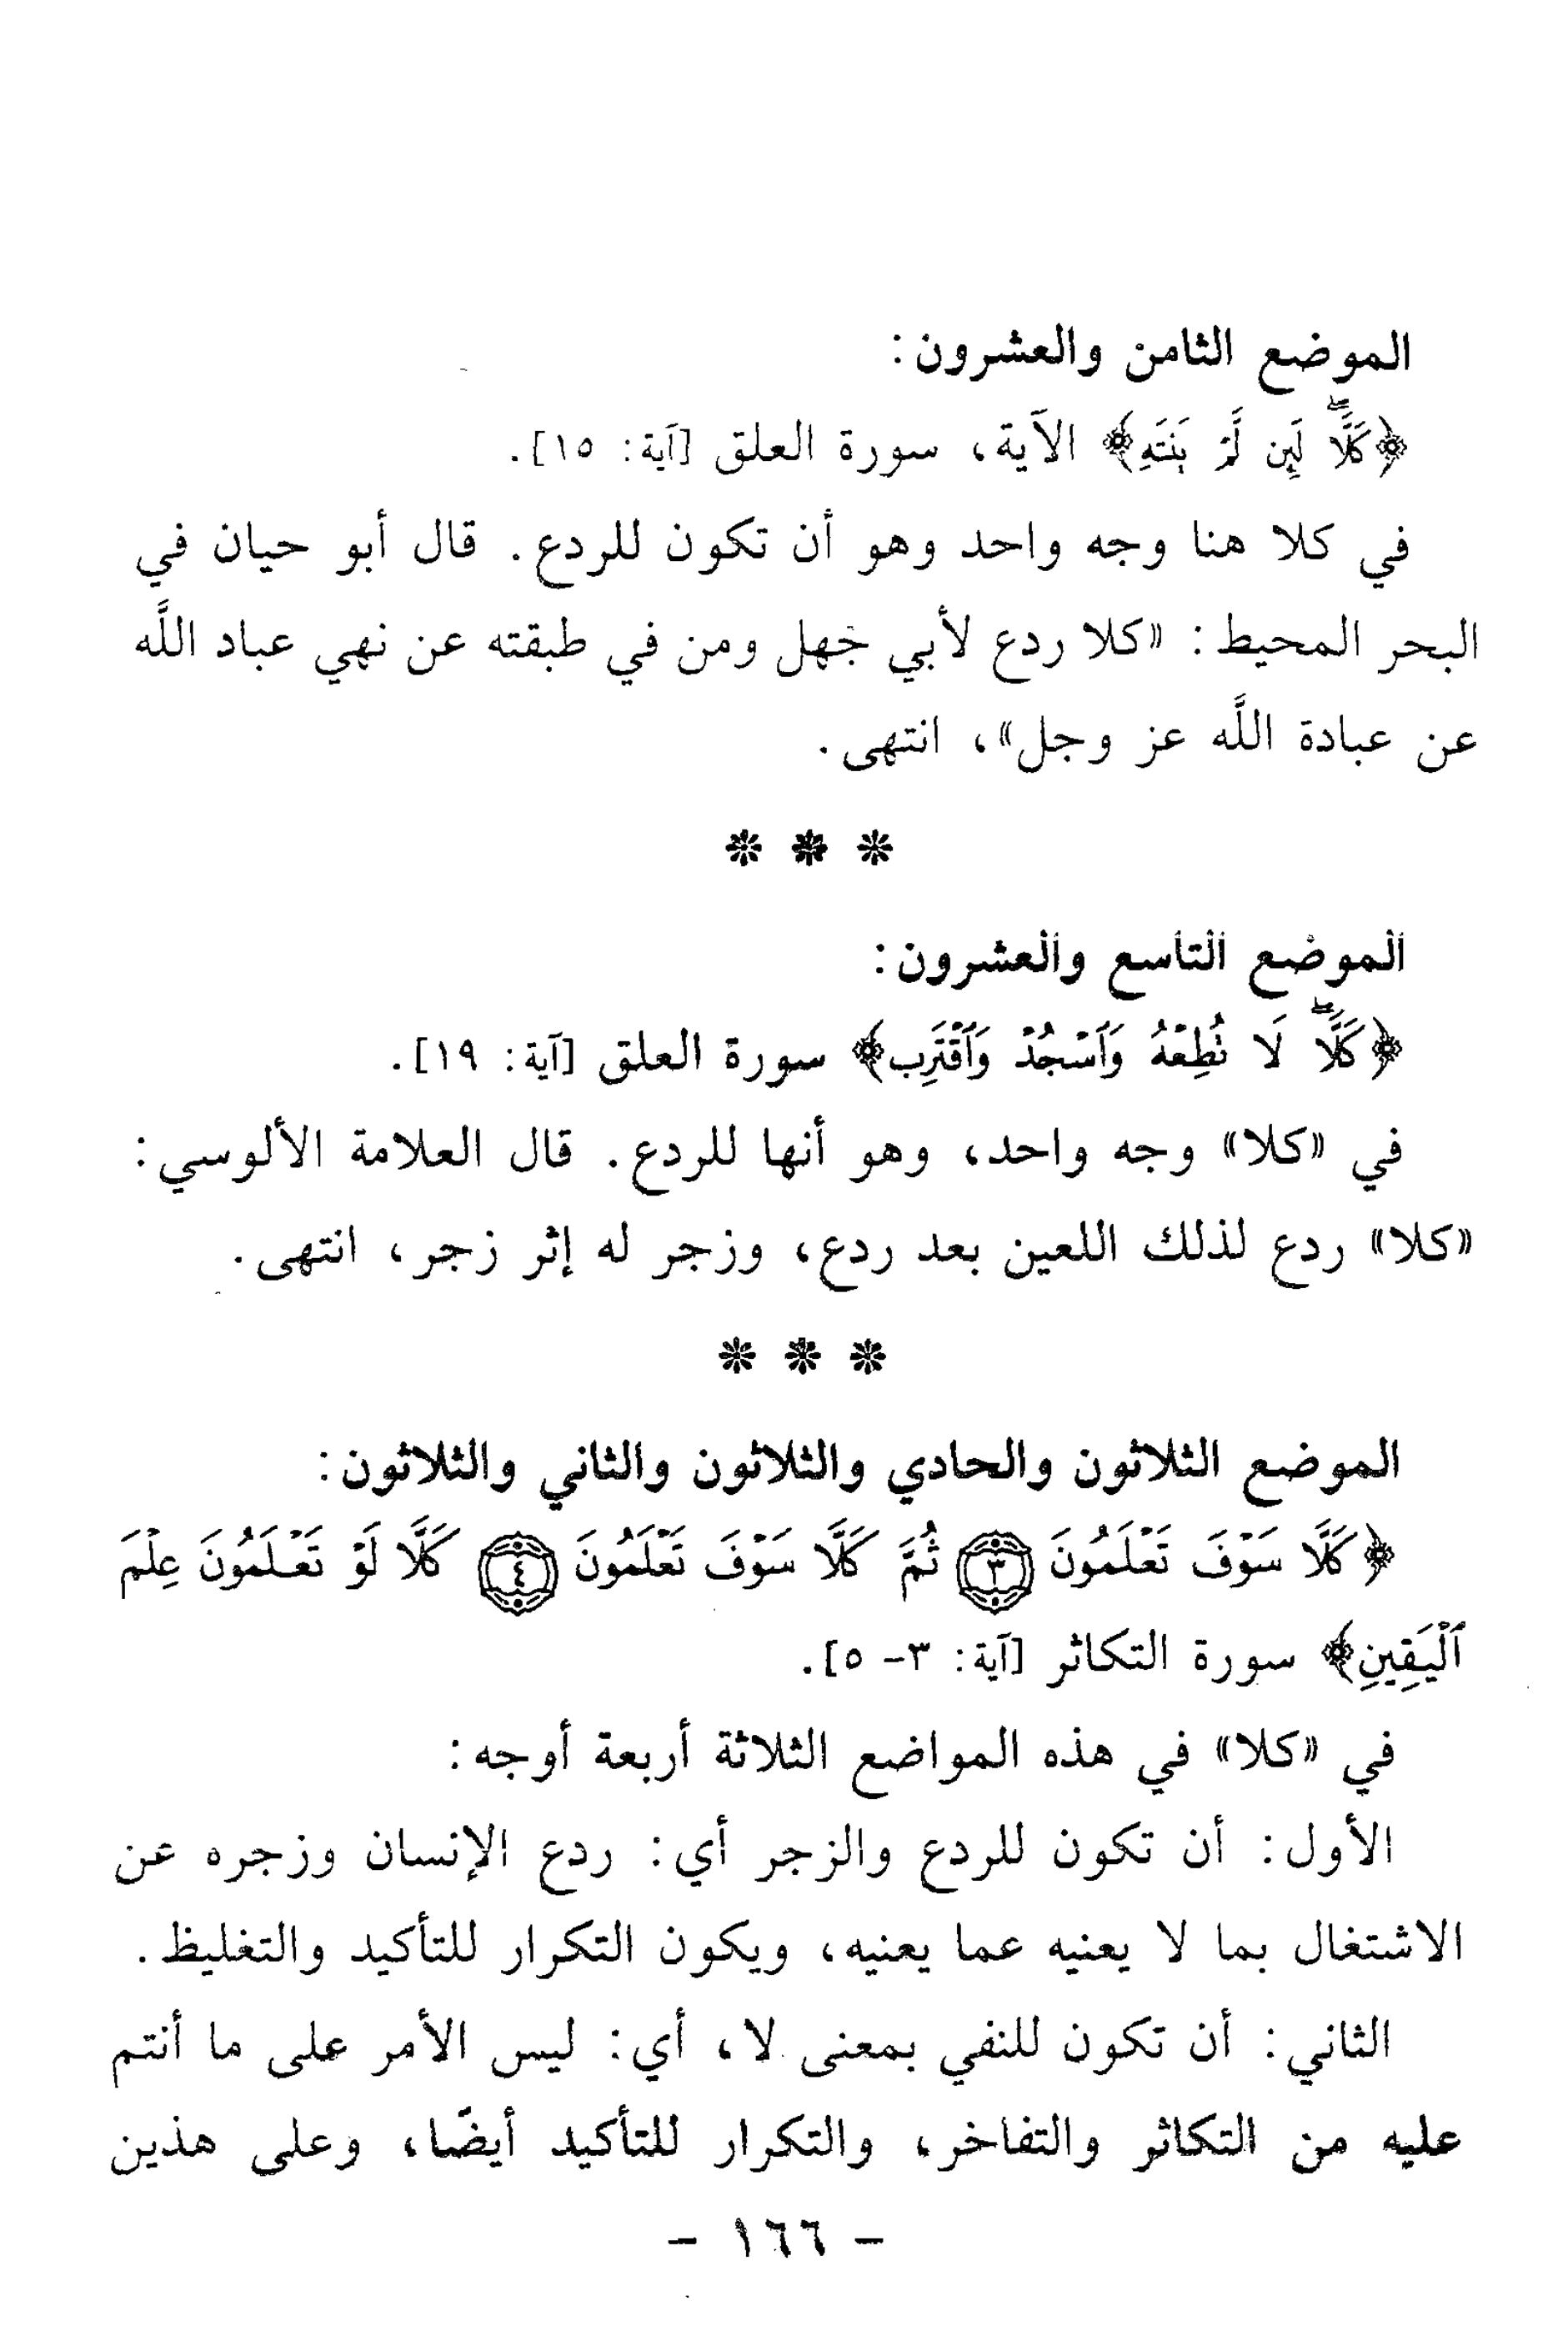 الموضع الثامن والعشرون:
﴿كَلَّاۖ لَئِن لَّمۡ يَنتَهِ﴾ الآية، سورة العلق [آية: ١٥].
في كلا هنا وجه واحد وهو أن تكون للردع. قال أبو حيان في
البحر المحيط: «كلا ردع لأبي جهل ومن في طبقته عن نهي عباد اللَّه
عن عبادة اللَّه عز وجل»، انتهى.
* * *
الموضع التاسع والعشرون:
﴿كَلَّاۖ لَا تُطِعۡهُ وَٱسۡجُدۡۤ وَٱقۡتَرِب﴾ سورة العلق [آية: ١٩].
في «كلا» وجه واحد، وهو أنها للردع. قال العلامة الألوسي:
«كلا» ردع لذلك اللعين بعد ردع، وزجر له إثر زجر، انتهى.
* * *
الموضع الثلاثون والحادي والثلاثون والثاني والثلاثون:
﴿كَلَّا سَوۡفَ تَعۡلَمُونَ ٣ ثُمَّ كَلَّا سَوۡفَ تَعۡلَمُونَ ٤ كَلَّا لَوۡ تَعۡلَمُونَ عِلۡمَ
ٱلۡيَقِينِ﴾ سورة التكاثر [آية: ٣- ٥].
في «كلا» في هذه المواضع الثلاثة أربعة أوجه:
الأول: أن تكون للردع والزجر أي: ردع الإنسان وزجره عن
الاشتغال بما لا يعنيه عما يعنيه، ويكون التكرار للتأكيد والتغليظ.
الثاني: أن تكون للنفي بمعنى لا، أي: ليس الأمر على ما أنتم
عليه من التكاثر والتفاخر، والتكرار للتأكيد أيضًا، وعلى هذين
- ١٦٦ -